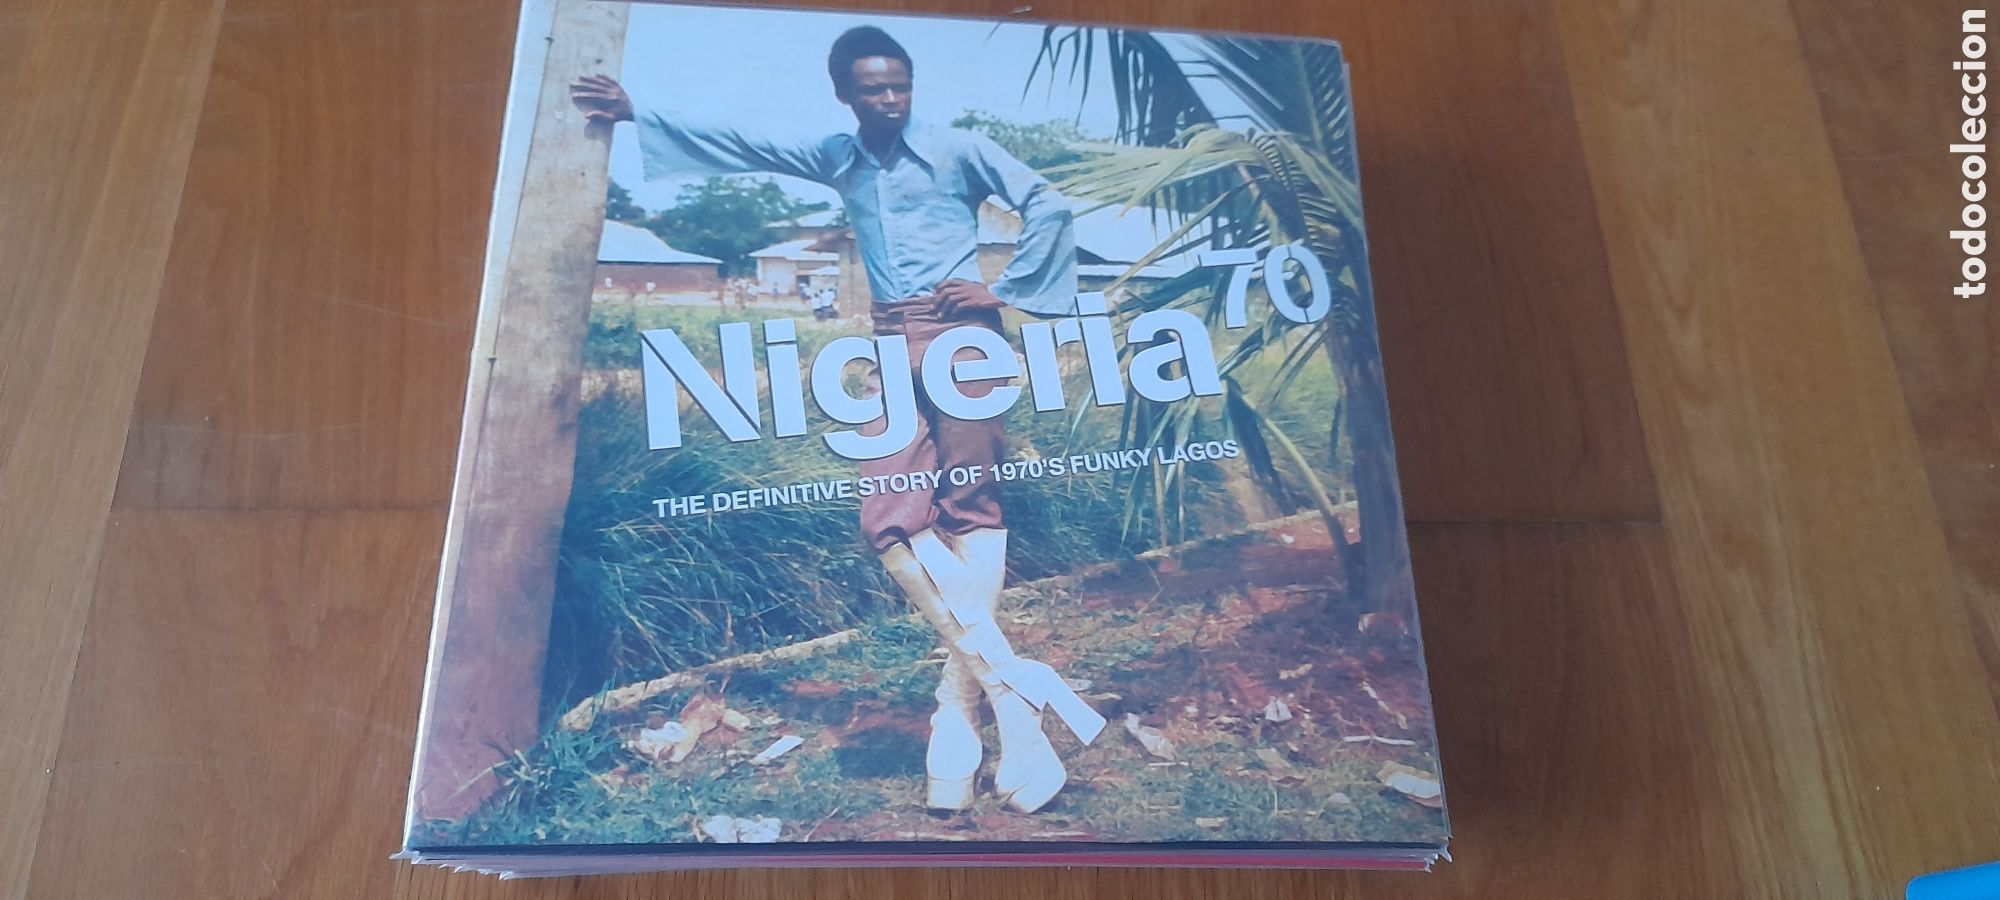 Nigeria 70
THE DEFINITIVE STORY OF 1970'S FUNKY LAGOS
todocoleccion